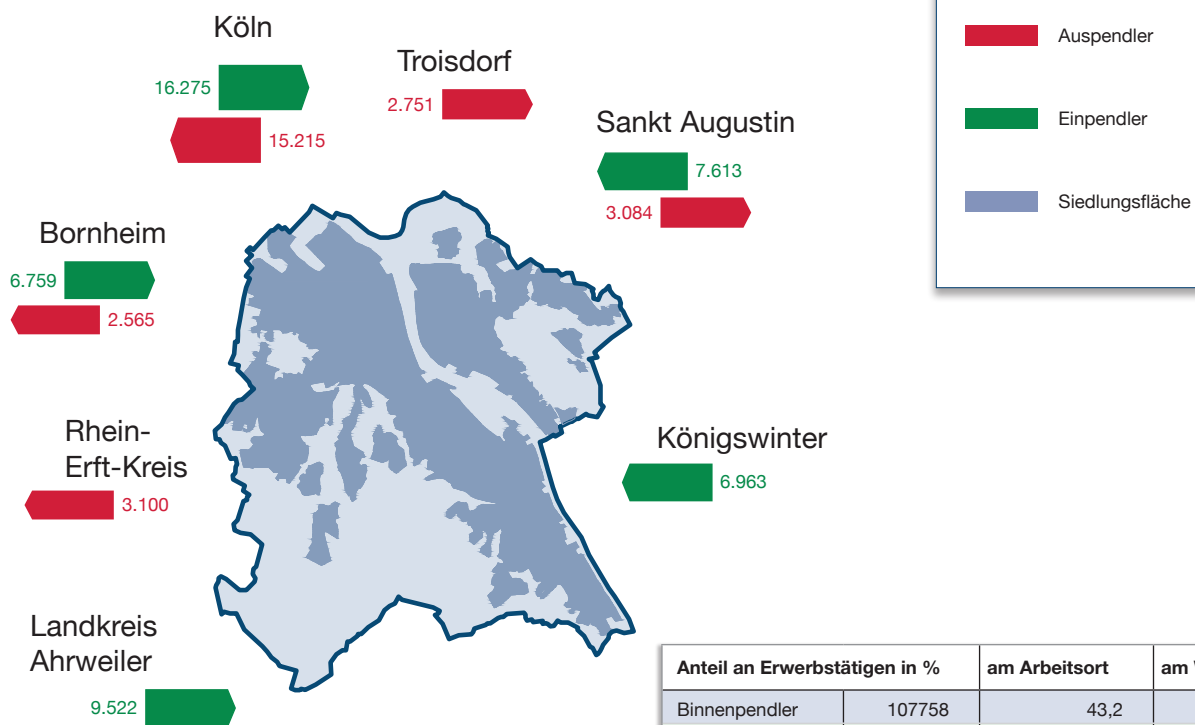 Köln
16.275
15.215
Troisdorf
2.751
Sankt Augustin
7.613
3.084
Auspendler
Einpendler
Siedlungsfläche
Bornheim
6.759
2.565
Rhein-
Erft-Kreis
3.100
Königswinter
6.963
Landkreis
Ahrweiler
9.522
Anteil an Erwerbstätigen in % am Arbeitsort am
Binnenpendler 107758 43,2